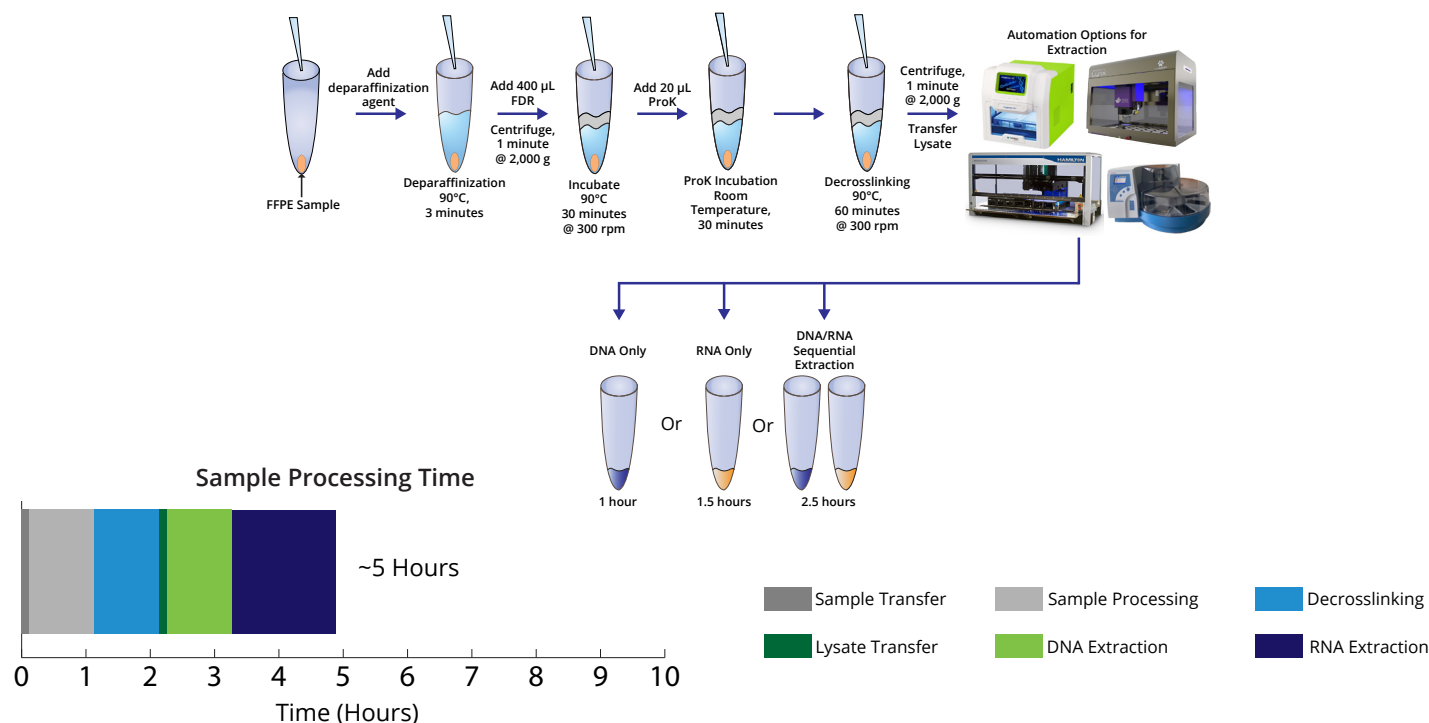 Automation Options for
Extraction
Add
deparaffinization
agent
Add 400 µL
FDR
Centrifuge,
1 minute
@ 2,000 g
Add 20 µL
ProK
Centrifuge,
1 minute
@ 2,000 g
Transfer
Lysate
HAMILTON
FFPE Sample
Deparaffinization
90°C,
3 minutes
Incubate
90°C
30 minutes
@ 300 rpm
ProK Incubation
Room
Temperature,
30 minutes
Decrosslinking
90°C,
60 minutes
@ 300 rpm
DNA Only
RNA Only
DNA/RNA
Sequential
Extraction
Or
Or
1 hour
1.5 hours
2.5 hours
Sample Processing Time
~5 Hours
0 1 2 3 4 5 6 7 8 9 10
Time (Hours)
Sample Transfer
Sample Processing
Decrosslinking
Lysate Transfer
DNA Extraction
RNA Extraction